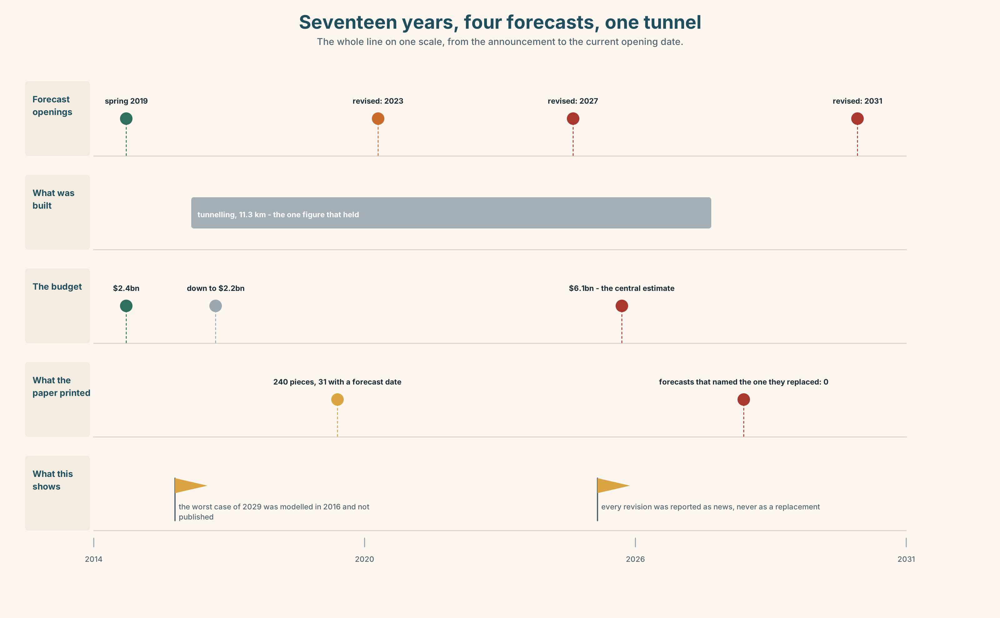 Seventeen years, four forecasts, one tunnel
The whole line on one scale, from the announcement to the current opening date.
Forecast
openings
spring 2019
revised: 2023
revised: 2027
revised: 2031
What was
built
tunnelling, 11.3 km - the one figure that held
The budget
$2.4bn
down to $2.2bn
$6.1bn - the central estimate
What the
paper printed
240 pieces, 31 with a forecast date
forecasts that named the one they replaced: 0
What this
shows
the worst case of 2029 was modelled in 2016 and not
published
every revision was reported as news, never as a replacement
2014
2020
2026
2031